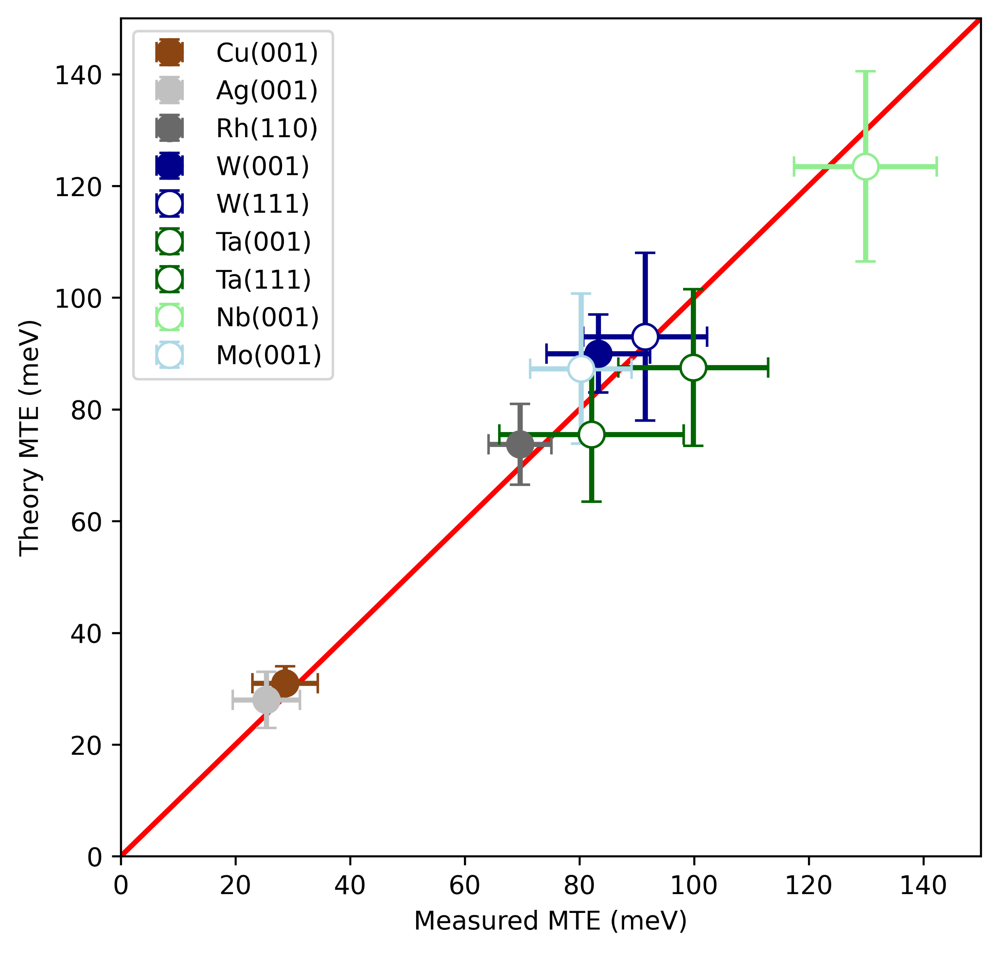 Cu(001)
Ag(001)
Rh(110)
W(001)
W(111)
Ta(001)
Ta(111)
Nb(001)
Mo(001)
Theory MTE (meV)
140
120
100
80
60
40
20
0
0 20 40 60 80 100 120 140
Measured MTE (meV)